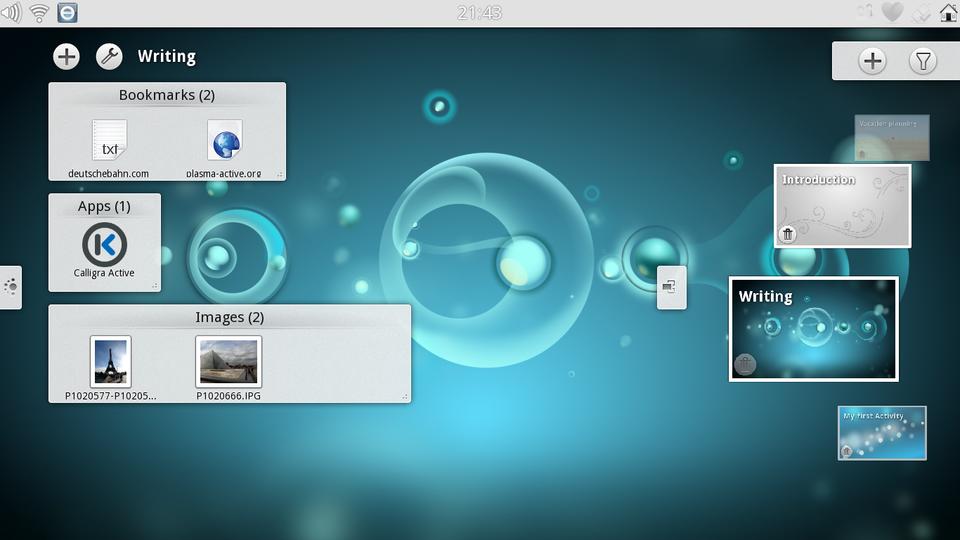 21:43
Writing
Bookmarks (2)
txt
deutschebahn.com
plasma-active.org
Apps (1)
Calligra Active
Images (2)
P1020577-P10205...
P1020666.IPG
Vacation planning
Introduction
Writing
My first Activity